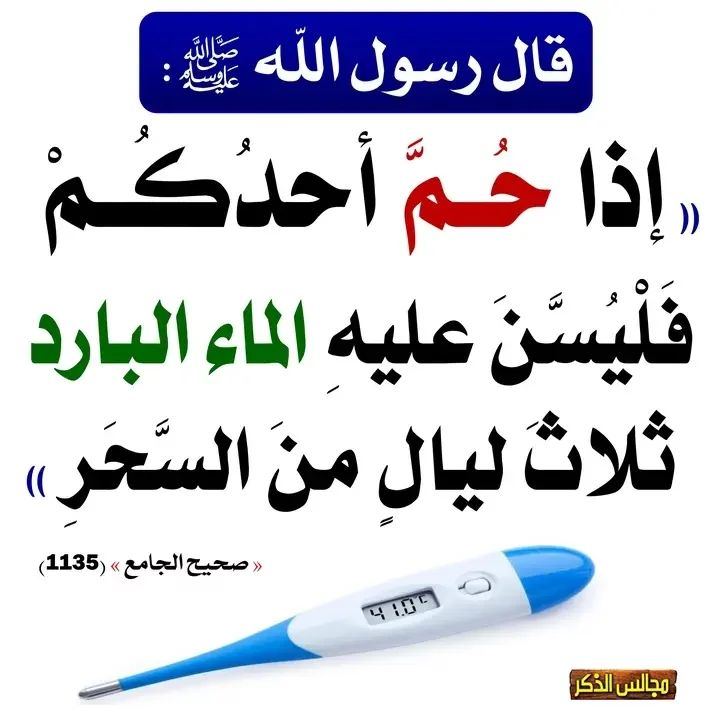 قال رسول الله ﷺ :
(( إذا حُمَّ أحدُكُمْ
فَلْيُسَّنَ عليهِ الماء البارد
ثلاثَ ليالٍ منَ السَّحَرِ ))
« صحيح الجامع » (1135)
41.0°c
مجالس الذكر